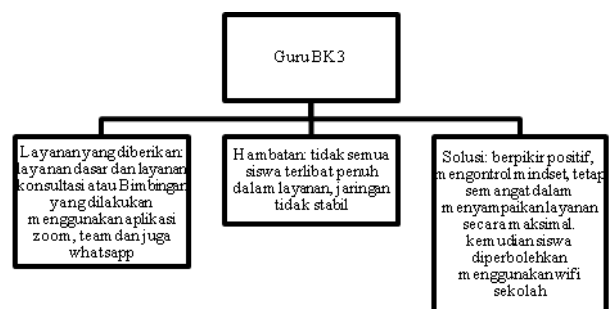 Guru BK 3
Layanan yang diberikan:
layanan dasar dan layanan
konsultasi atau Bimbingan
yang dilakukan
menggunakan aplikasi
zoom, team dan juga
whatsapp
Hambatan: tidak semua
siswa terlibat penuh
dalam layanan, jaringan
tidak stabil
Solusi: berpikir positif,
mengontrol mindset, tetap
semangat dalam
menyampaikan layanan
secara maksimal.
kemudian siswa
diperbolehkan
menggunakan wifi
sekolah